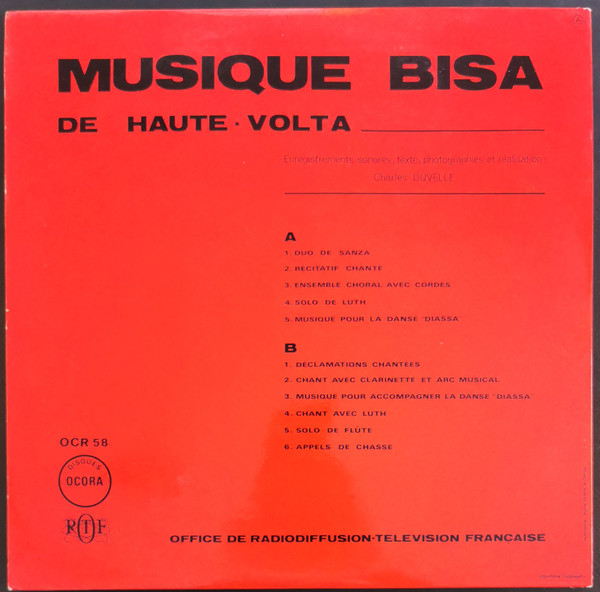 MUSIQUE BISA
DE HAUTE-VOLTA
Enregistrements sonores, texte, photographies et réalisation:
Charles DUVELLE
A
1. DUO DE SANZA
2. RECITATIF CHANTE
3. ENSEMBLE CHORAL AVEC CORDES
4. SOLO DE LUTH
5. MUSIQUE POUR LA DANSE "DIASSA"
B
1. DECLAMATIONS CHANTEES
2. CHANT AVEC CLARINETTE ET ARC MUSICAL
3. MUSIQUE POUR ACCOMPAGNER LA DANSE "DIASSA"
4. CHANT AVEC LUTH
5. SOLO DE FLÛTE
6. APPELS DE CHASSE
OCR 58
DISQUES
OCORA
ORTF
OFFICE DE RADIODIFFUSION-TELEVISION FRANCAISE